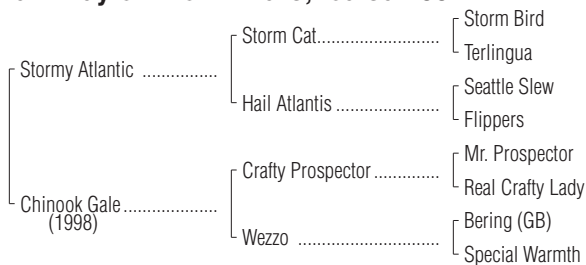 Storm Bird
Storm Cat.......................
Terlingua
Stormy Atlantic ................
Seattle Slew
Hail Atlantis ......................
Flippers
Mr. Prospector
Crafty Prospector ..............
Real Crafty Lady
Chinook Gale....................
(1998)
Bering (GB)
Wezzo ..............................
Special Warmth